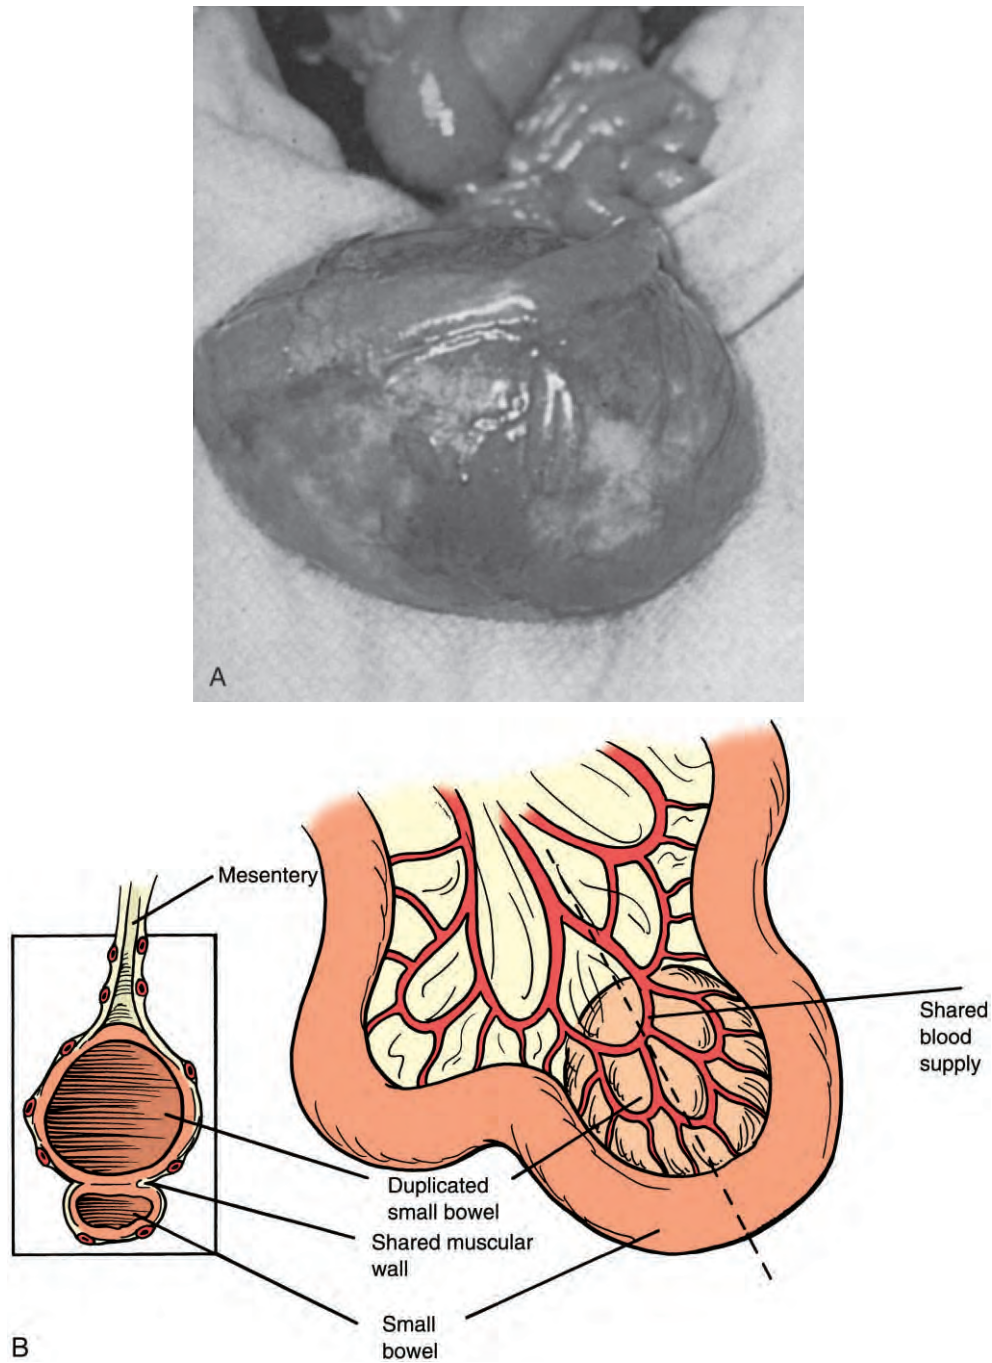 A
Mesentery
Shared
blood
supply
Duplicated
small bowel
Shared muscular
wall
Small
bowel
B